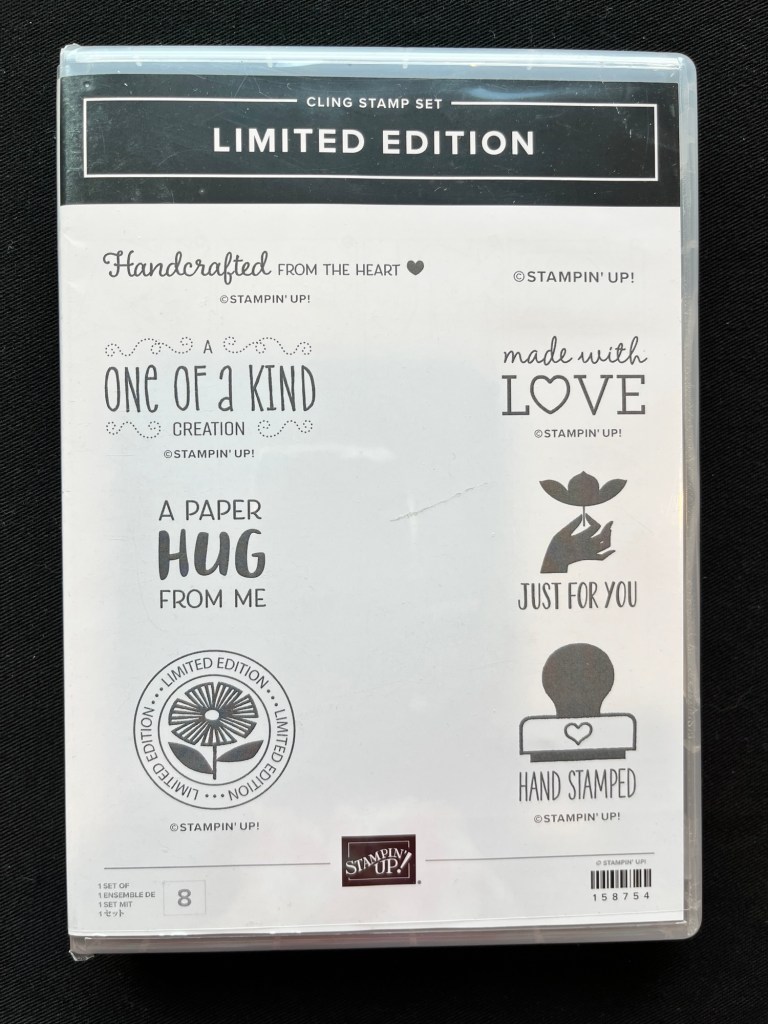 CLING STAMP SET
LIMITED EDITION
Handcrafted FROM THE HEART
©STAMPIN' UP!
©STAMPIN' UP!
A
ONE OF a KIND
CREATION
©STAMPIN' UP!
made with
LOVE
©STAMPIN' UP!
A PAPER
HUG
FROM ME
JUST FOR YOU
LIMITED EDITION
LIMITED EDITION
LIMITED EDITION
LIMITED EDITION
©STAMPIN' UP!
HAND STAMPED
©STAMPIN' UP!
STAMPIN' UP!
1 SET OF
1 ENSEMBLE DE
1 SET MIT
1セット
8
© STAMPIN' UP!
158754